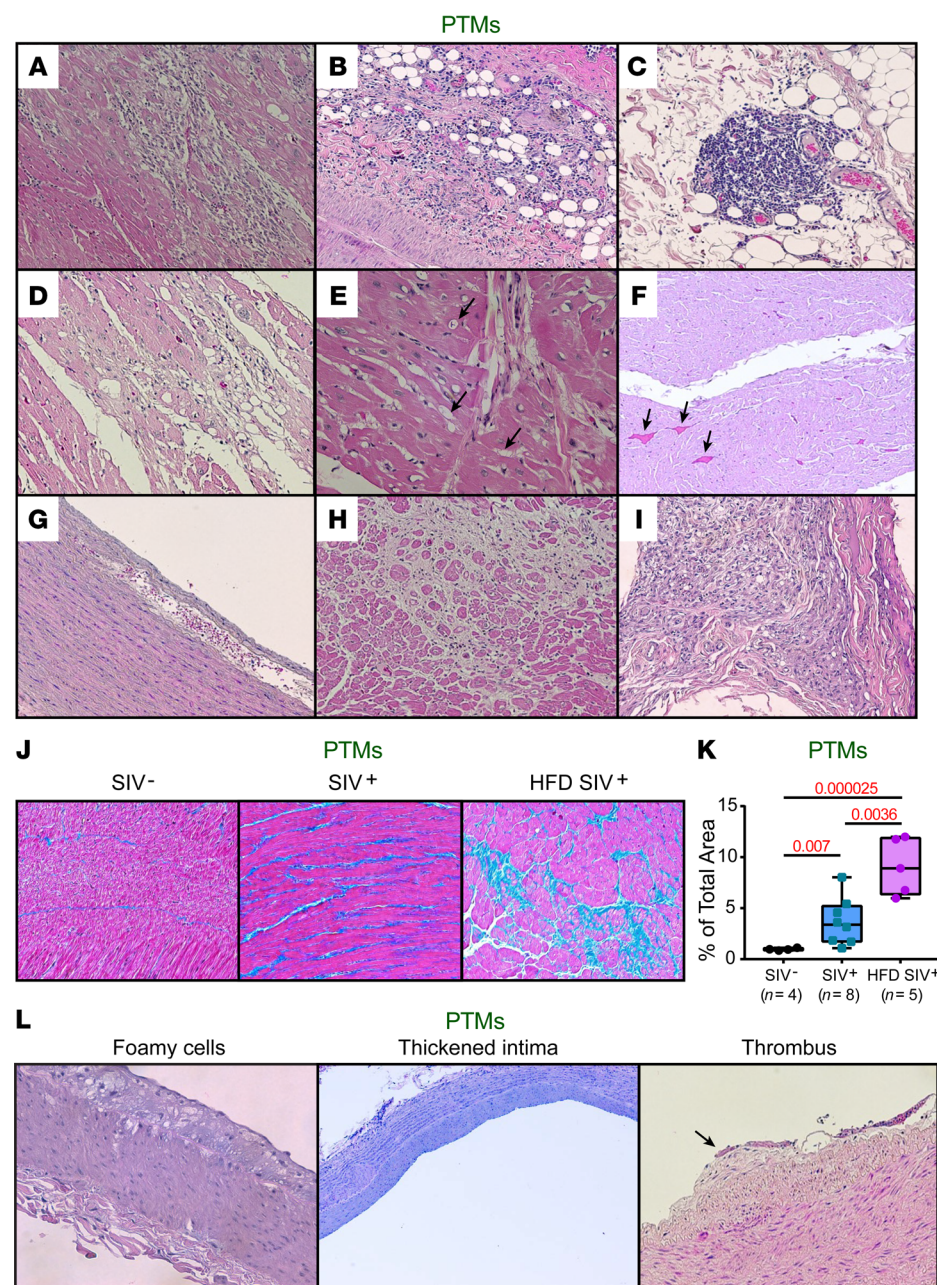 PTMs
A
B
C
D
E
F
G
H
I
J
PTMs
SIV-
SIV+
HFD SIV+
K
PTMs
0.000025
0.0036
0.007
15
10
5
0
% of Total Area
SIV- SIV+ HFD SIV+
(n= 4) (n= 8) (n= 5)
L
PTMs
Foamy cells
Thickened intima
Thrombus